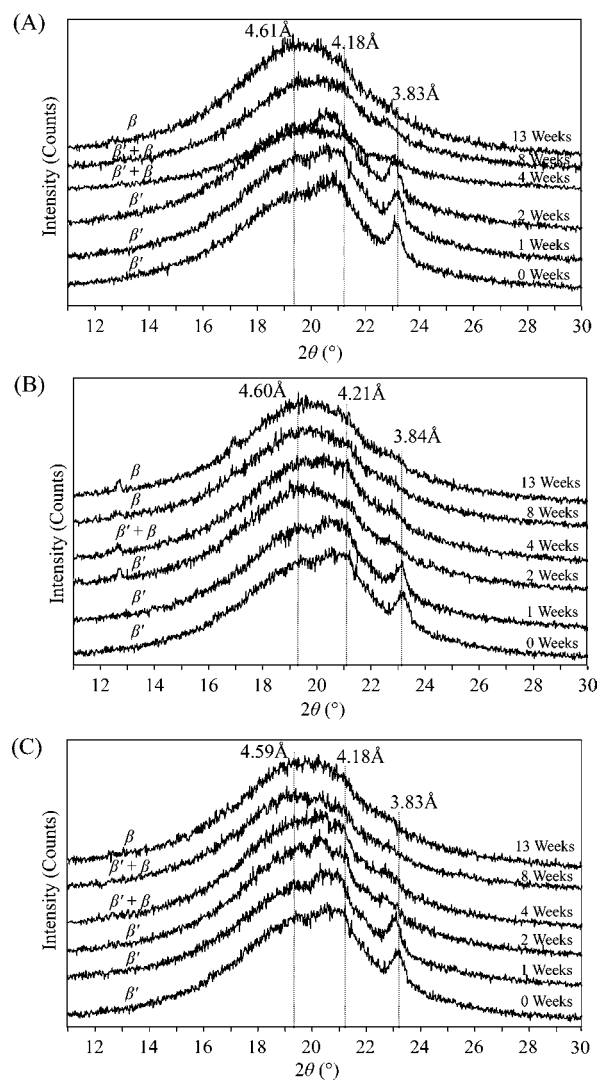 (A)
4.61Å
4.18Å
3.83Å
Intensity (Counts)
β
β′ + β
β′ + β
β′
β′
β′
13 Weeks
8 Weeks
4 Weeks
2 Weeks
1 Weeks
0 Weeks
12 14 16 18 20 22 24 26 28 30
2θ (°)
(B)
4.60Å
4.21Å
3.84Å
Intensity (Counts)
β
β
β′ + β
β′
β′
β′
13 Weeks
8 Weeks
4 Weeks
2 Weeks
1 Weeks
0 Weeks
12 14 16 18 20 22 24 26 28 30
2θ (°)
(C)
4.59Å
4.18Å
3.83Å
Intensity (Counts)
β
β′ + β
β′ + β
β′
β′
β′
13 Weeks
8 Weeks
4 Weeks
2 Weeks
1 Weeks
0 Weeks
12 14 16 18 20 22 24 26 28 30
2θ (°)